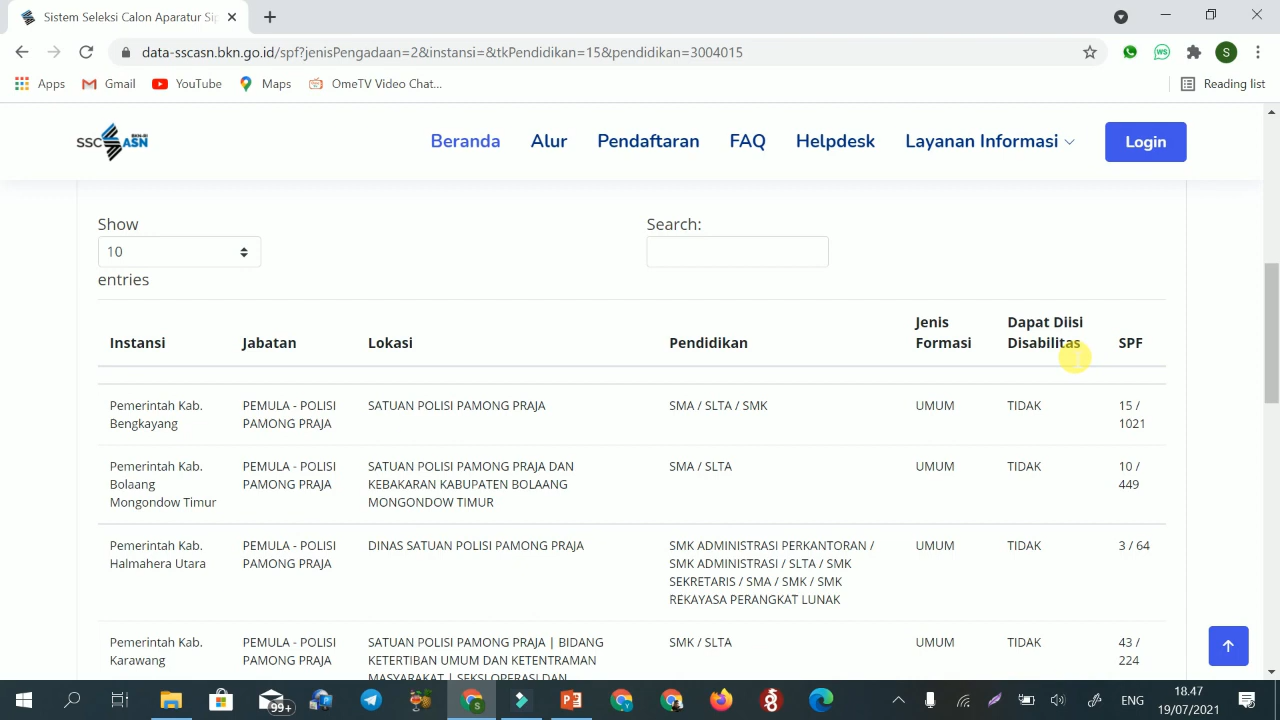 Sistem Seleksi Calon Aparatur Si
data-sscasn.bkn.go.id/spf?jenisPengadaan=2&instansi=&tkPendidikan=15&pendidikan=3004015
S
Apps
Gmail
YouTube
Maps
OmeTV Video Chat...
Reading list
SSC ASN
Beranda
Alur
Pendaftaran
FAQ
Helpdesk
Layanan Informasi
Login
Show
10
entries
Search:
Instansi
Jabatan
Lokasi
Pendidikan
Jenis
Formasi
Dapat Diisi
Disabilitas
SPF
Pemerintah Kab.
Bengkayang
PEMULA - POLISI
PAMONG PRAJA
SATUAN POLISI PAMONG PRAJA
SMA / SLTA / SMK
UMUM
TIDAK
15 /
1021
Pemerintah Kab.
Bolaang
Mongondow Timur
PEMULA - POLISI
PAMONG PRAJA
SATUAN POLISI PAMONG PRAJA DAN
KEBAKARAN KABUPATEN BOLAANG
MONGONDOW TIMUR
SMA / SLTA
UMUM
TIDAK
10 /
449
Pemerintah Kab.
Halmahera Utara
PEMULA - POLISI
PAMONG PRAJA
DINAS SATUAN POLISI PAMONG PRAJA
SMK ADMINISTRASI PERKANTORAN /
SMK ADMINISTRASI / SLTA / SMK
SEKRETARIS / SMA / SMK / SMK
REKAYASA PERANGKAT LUNAK
UMUM
TIDAK
3 / 64
Pemerintah Kab.
Karawang
PEMULA - POLISI
PAMONG PRAJA
SATUAN POLISI PAMONG PRAJA | BIDANG
KETERTIBAN UMUM DAN KETENTRAMAN
MASYARAKAT | SEKSI OPERASI DAN
SMK / SLTA
UMUM
TIDAK
43 /
224
99+
ENG
18.47
19/07/2021